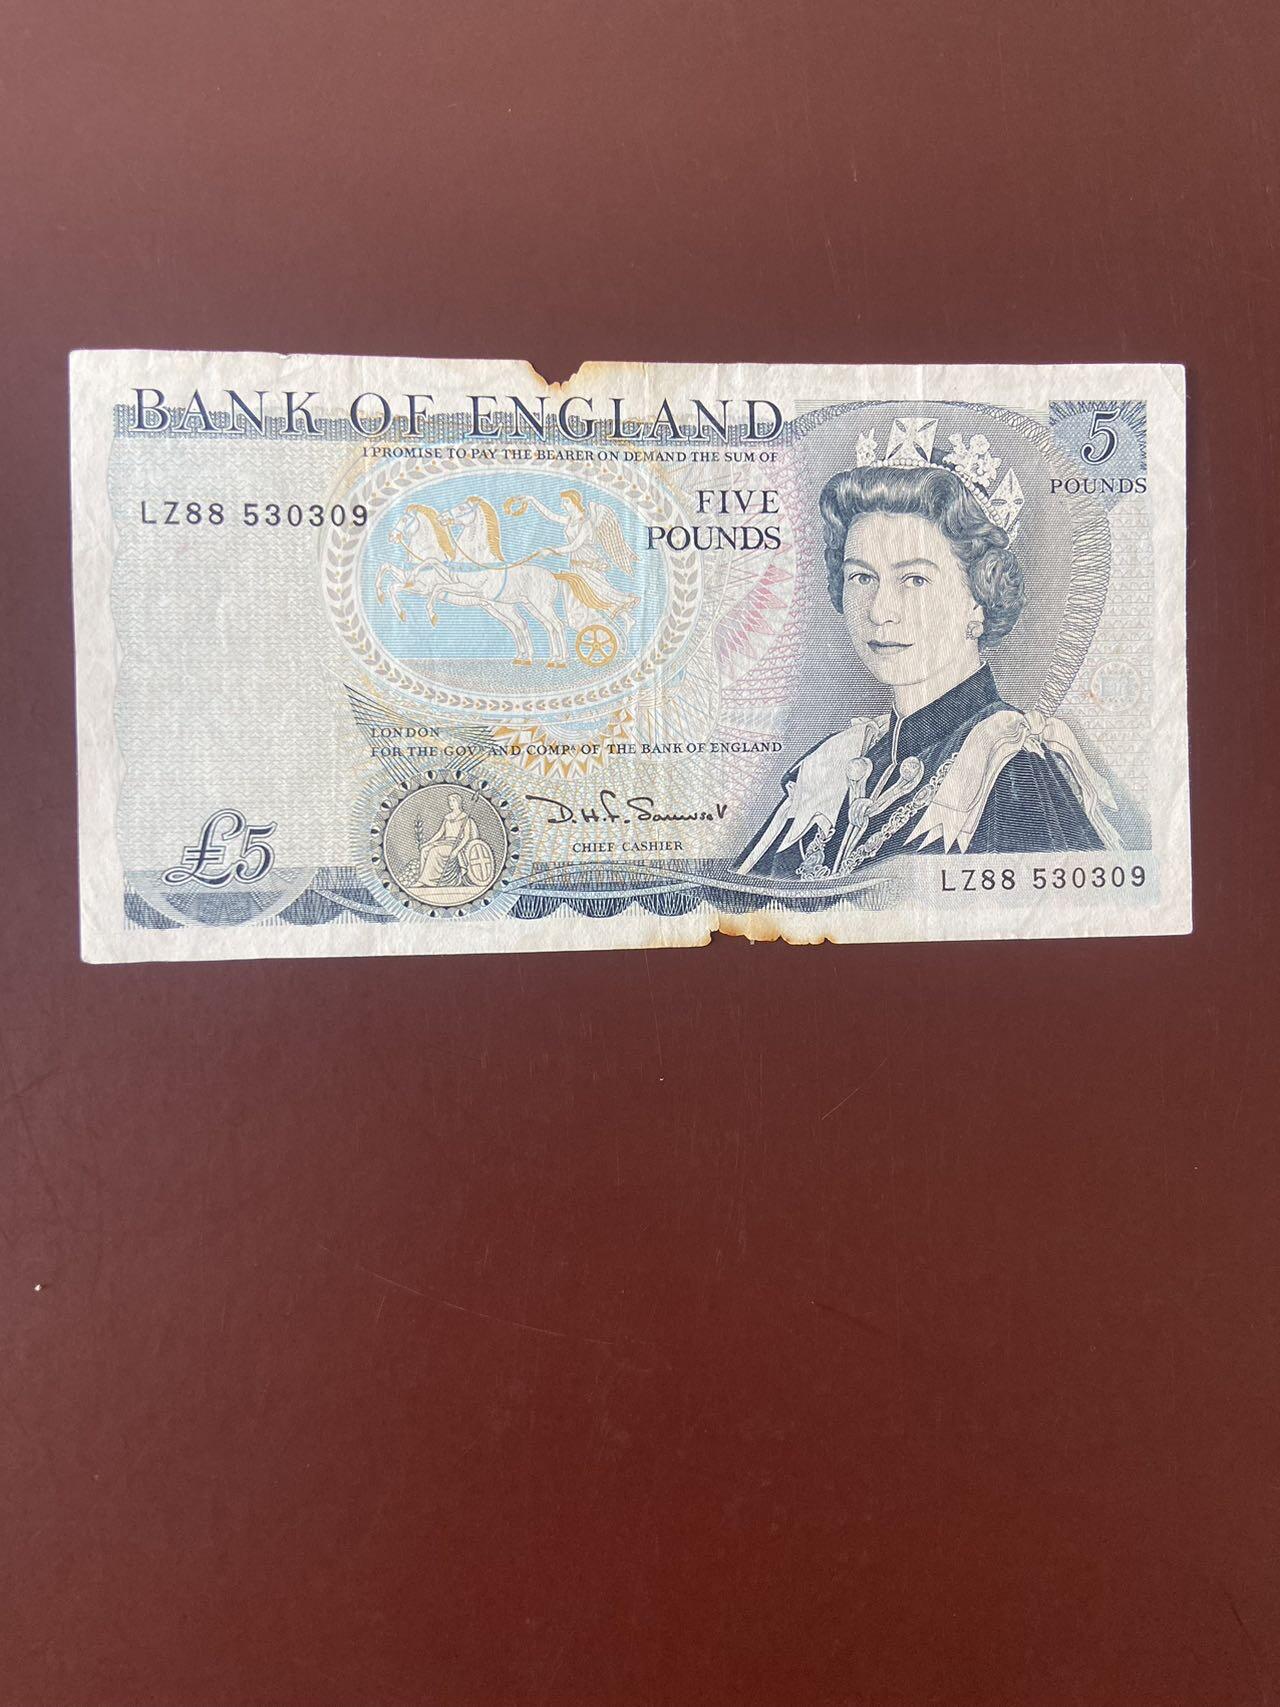 BANK OF ENGLAND
I PROMISE TO PAY THE BEARER ON DEMAND THE SUM OF
5
POUNDS
FIVE
POUNDS
LZ88 530309
LONDON
FOR THE GOVR AND COMPA OF THE BANK OF ENGLAND
CHIEF CASHIER
£5
LZ88 530309